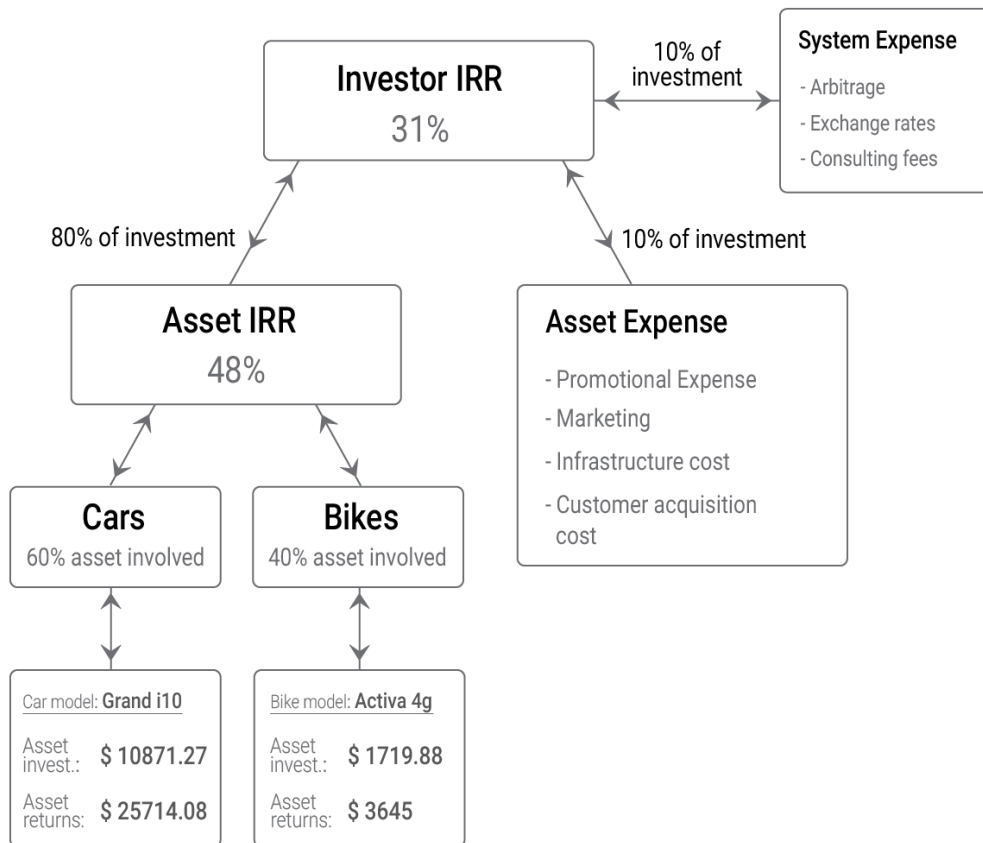 Investor IRR
31%
10% of
investment
System Expense
- Arbitrage
- Exchange rates
- Consulting fees
80% of investment
10% of investment
Asset IRR
48%
Asset Expense
- Promotional Expense
- Marketing
- Infrastructure cost
- Customer acquisition
cost
Cars
60% asset involved
Bikes
40% asset involved
Car model: Grand i10
Asset
invest.: $ 10871.27
Asset
returns: $ 25714.08
Bike model: Activa 4g
Asset
invest.: $ 1719.88
Asset
returns: $ 3645